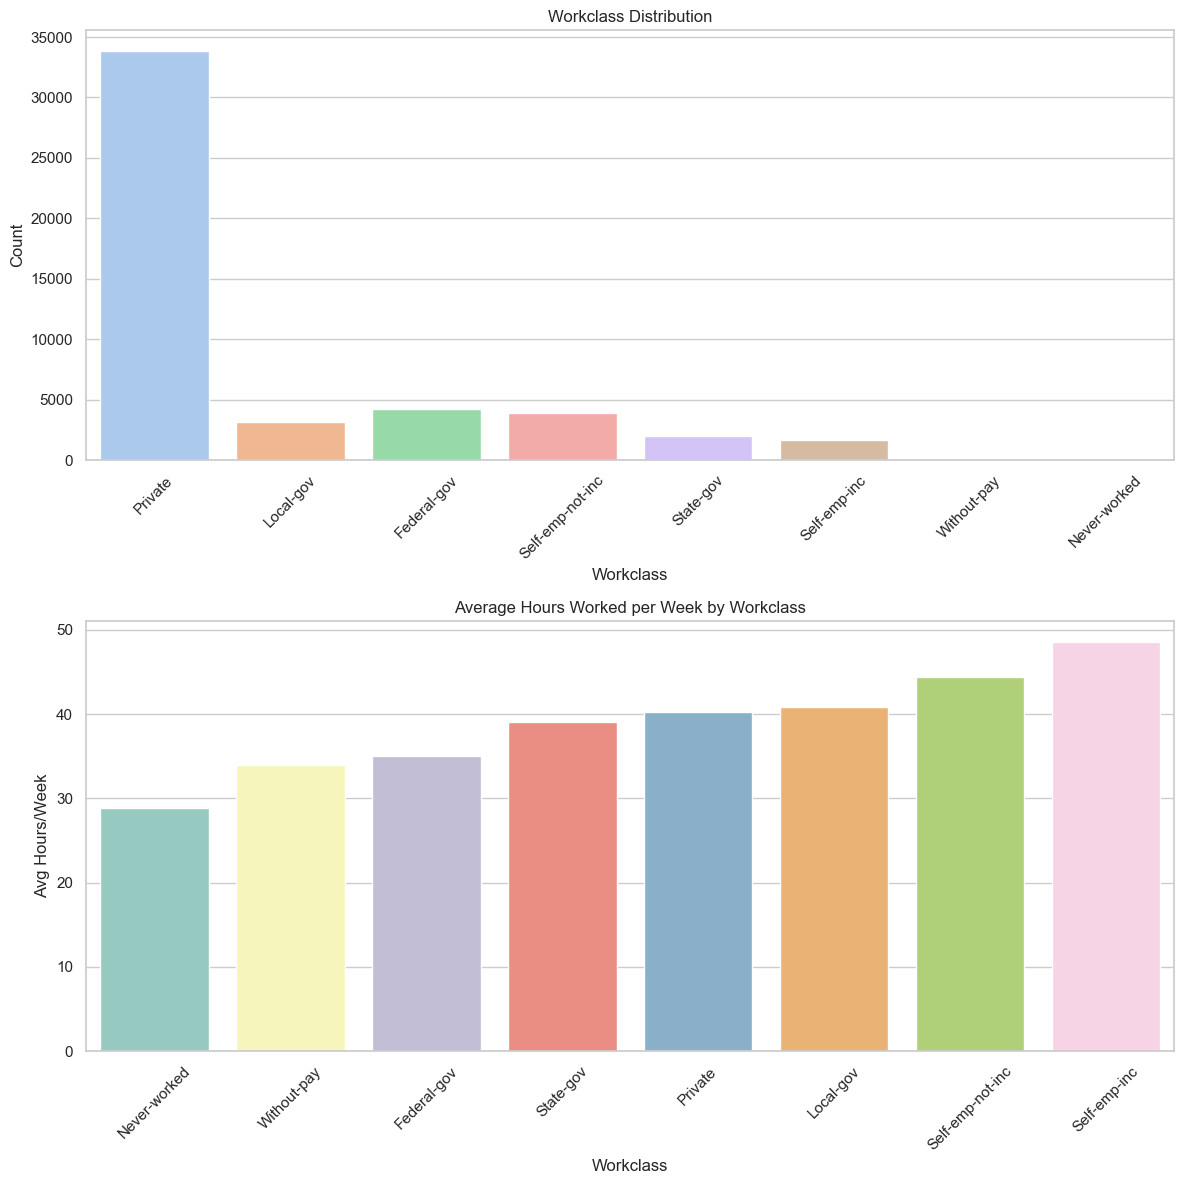 Workclass Distribution
35000
30000
25000
20000
15000
10000
5000
0
Count
Private
Local-gov
Federal-gov
Self-emp-not-inc
State-gov
Self-emp-inc
Without-pay
Never-worked
Workclass
Average Hours Worked per Week by Workclass
50
40
30
20
10
0
Avg Hours/Week
Never-worked
Without-pay
Federal-gov
State-gov
Private
Local-gov
Self-emp-not-inc
Self-emp-inc
Workclass